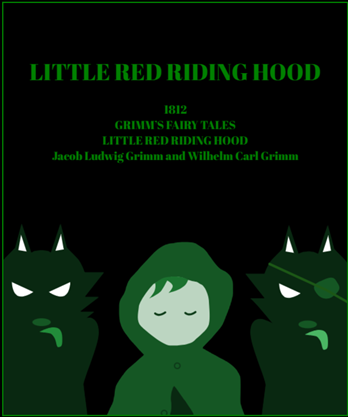 LITTLE RED RIDING HOOD
1812
GRIMM'S FAIRY TALES
LITTLE RED RIDING HOOD
Jacob Ludwig Grimm and Wilhelm Carl Grimm